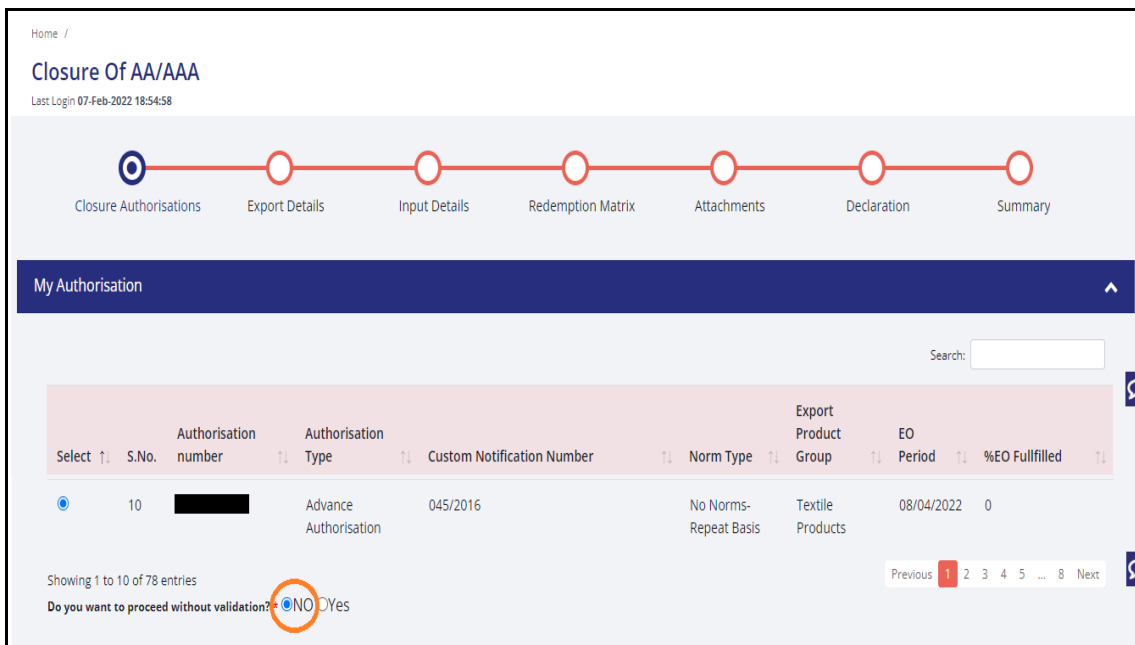 Home /
Closure Of AA/AAA
Last Login 07-Feb-2022 18:54:58
Closure Authorisations Export Details Input Details Redemption Matrix Attachments Declaration Summary
My Authorisation
Search:
Select S.No. Authorisation number Authorisation Type Custom Notification Number Norm Type Export Product Group EO Period %EO Fullfilled
10 Advance Authorisation 045/2016 No Norms-Repeat Basis Textile Products 08/04/2022 0
Showing 1 to 10 of 78 entries
Previous 1 2 3 4 5 ... 8 Next
Do you want to proceed without validation? * NO Yes